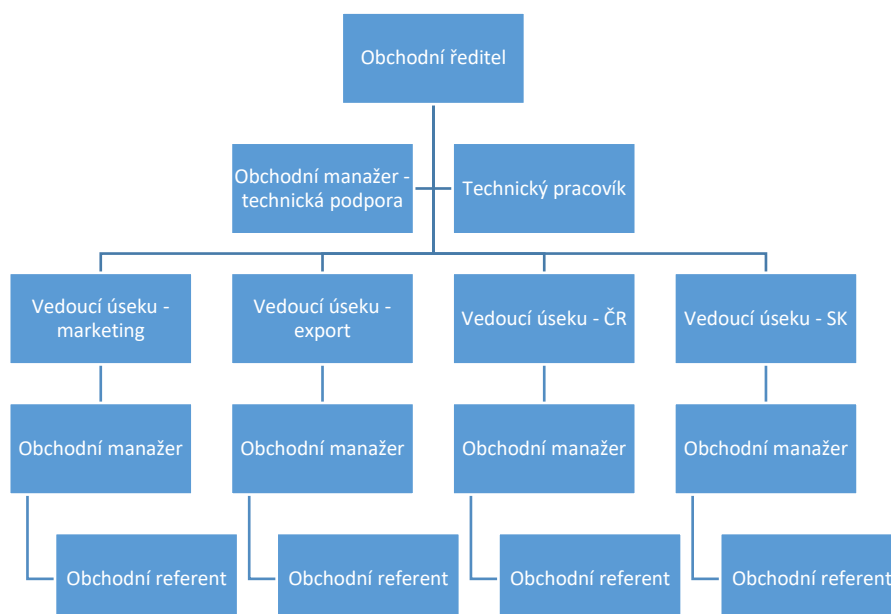 Obchodní ředitel
Obchodní manažer -
technická podpora
Technický pracovík
Vedoucí úseku -
marketing
Vedoucí úseku -
export
Vedoucí úseku - ČR
Vedoucí úseku - SK
Obchodní manažer
Obchodní manažer
Obchodní manažer
Obchodní manažer
Obchodní referent
Obchodní referent
Obchodní referent
Obchodní referent